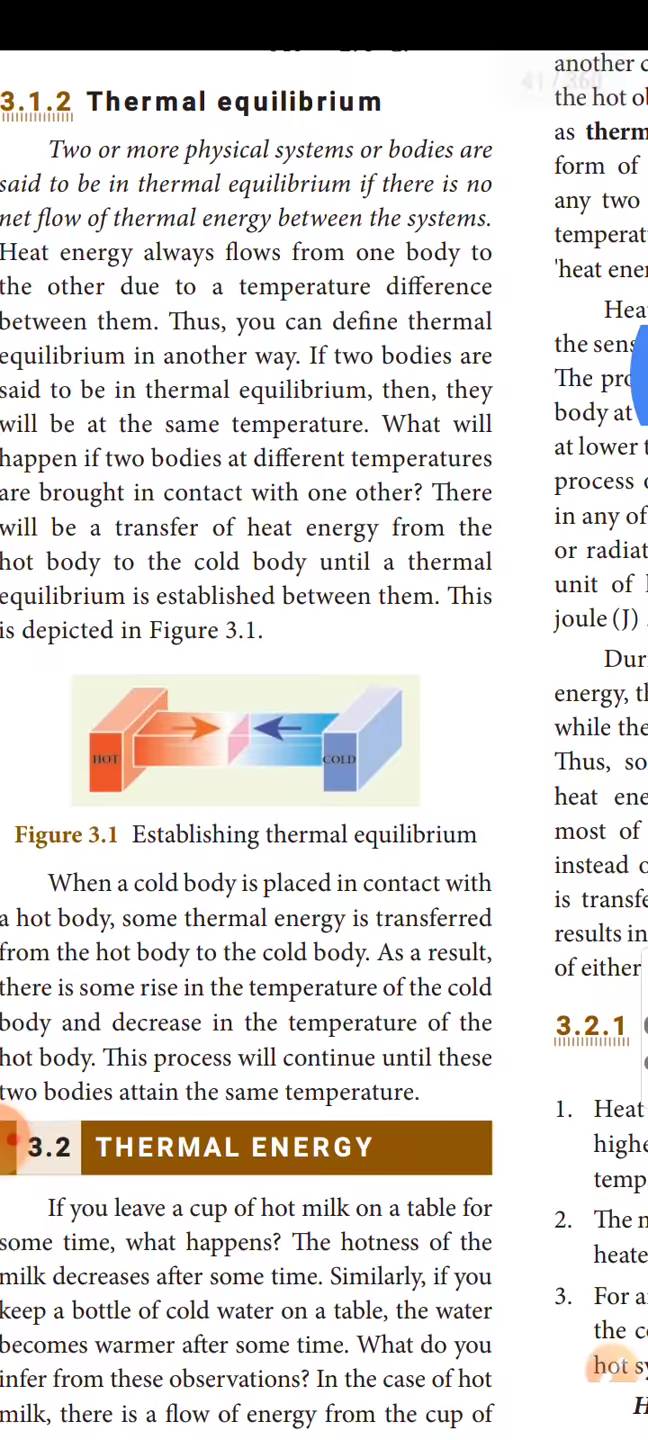 41 / 360
3.1.2 Thermal equilibrium
Two or more physical systems or bodies are
said to be in thermal equilibrium if there is no
net flow of thermal energy between the systems.
Heat energy always flows from one body to
the other due to a temperature difference
between them. Thus, you can define thermal
equilibrium in another way. If two bodies are
said to be in thermal equilibrium, then, they
will be at the same temperature. What will
happen if two bodies at different temperatures
are brought in contact with one other? There
will be a transfer of heat energy from the
hot body to the cold body until a thermal
equilibrium is established between them. This
is depicted in Figure 3.1.
HOT
COLD
Figure 3.1 Establishing thermal equilibrium
When a cold body is placed in contact with
a hot body, some thermal energy is transferred
from the hot body to the cold body. As a result,
there is some rise in the temperature of the cold
body and decrease in the temperature of the
hot body. This process will continue until these
two bodies attain the same temperature.
3.2 THERMAL ENERGY
If you leave a cup of hot milk on a table for
some time, what happens? The hotness of the
milk decreases after some time. Similarly, if you
keep a bottle of cold water on a table, the water
becomes warmer after some time. What do you
infer from these observations? In the case of hot
milk, there is a flow of energy from the cup of
another
the hot
as therm
form of
any two
temperatu
'heat ener
Hea
the sens
The pro
body at
at lower
process
in any of
or radiat
unit of
joule (J)
Duri
energy, th
while the
Thus, so
heat ene
most of
instead
is transfe
results in
of either
3.2.1
1. Heat
highe
temp
2. The
heate
3. For
the
hot
H